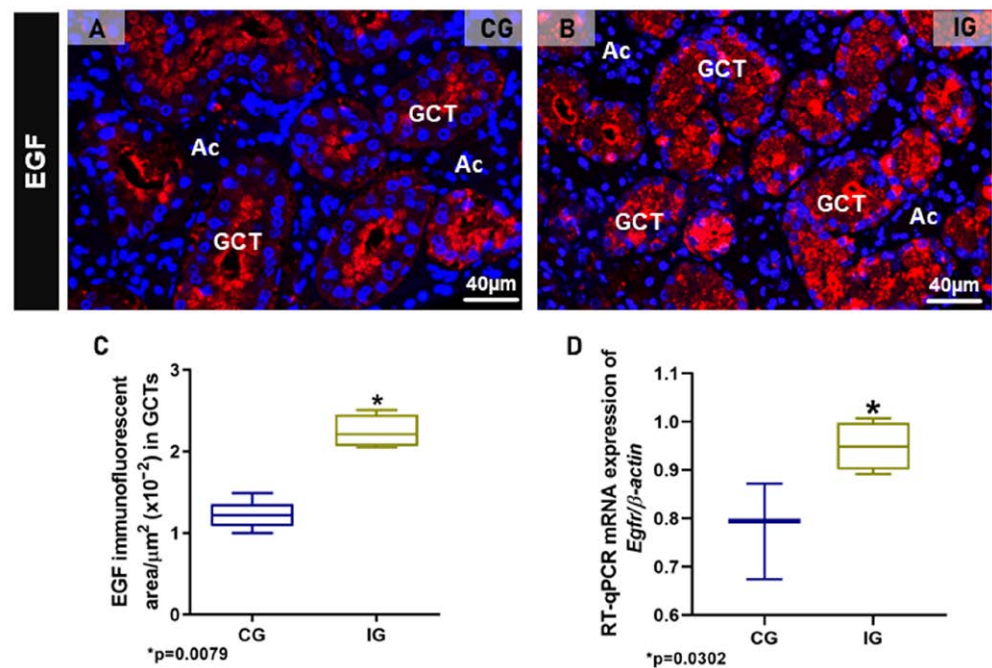 EGF
A
CG
Ac
GCT
Ac
GCT
40µm
B
IG
Ac
GCT
GCT
GCT
Ac
40µm
C
EGF immunofluorescent
area/µm² (x10⁻²) in GCTs
3
2
1
0
*
CG
IG
*p=0.0079
D
RT-qPCR mRNA expression of
Egfr/β-actin
1.1
1.0
0.9
0.8
0.7
0.6
*
CG
IG
*p=0.0302